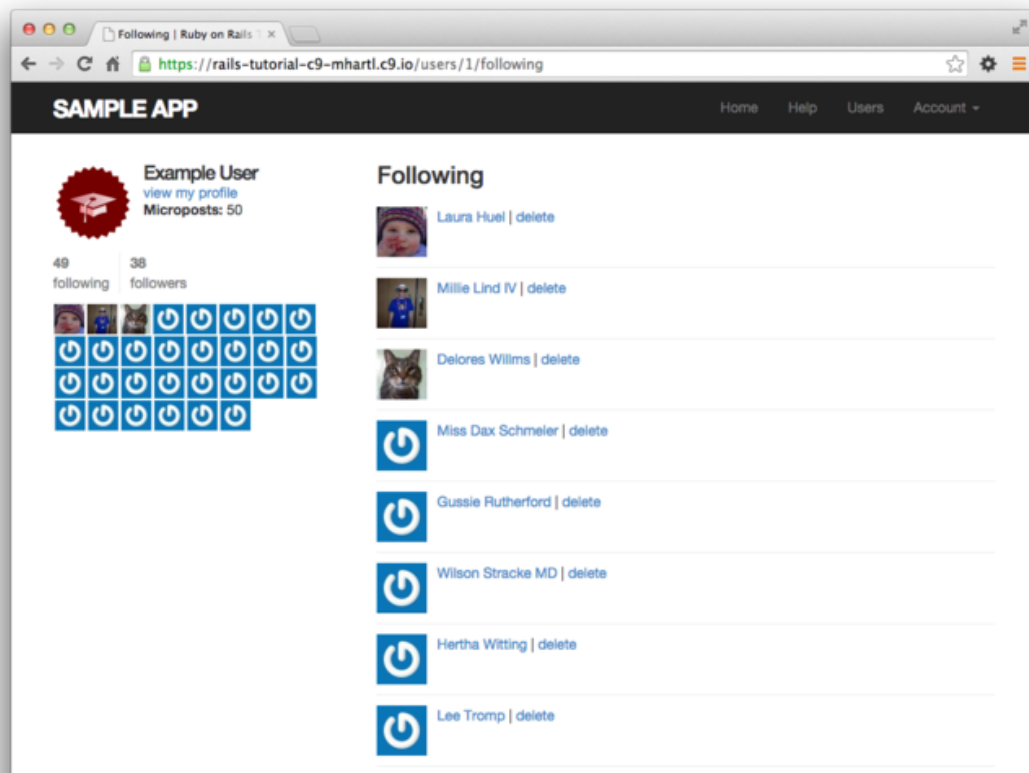 Following | Ruby on Rails T
https://rails-tutorial-c9-mhartl.c9.io/users/1/following
SAMPLE APP
Home Help Users Account
Example User
view my profile
Microposts: 50
49 following
38 followers
Following
Laura Huel | delete
Millie Lind IV | delete
Delores Willms | delete
Miss Dax Schmeler | delete
Gussie Rutherford | delete
Wilson Stracke MD | delete
Hertha Witting | delete
Lee Tromp | delete